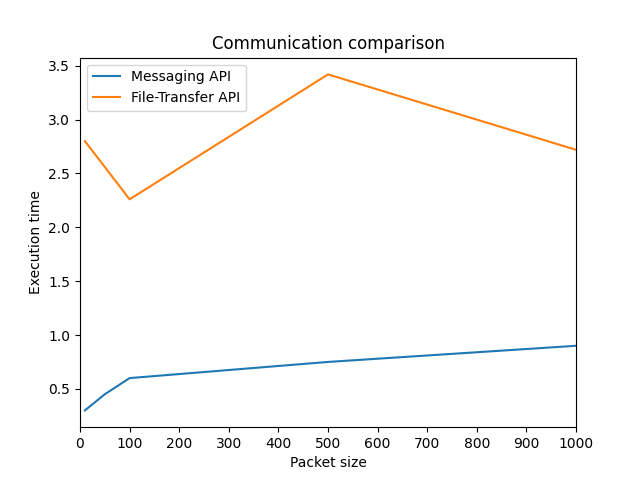 Communication comparison
Messaging API
File-Transfer API
3.5
3.0
2.5
2.0
1.5
1.0
0.5
Execution time
0 100 200 300 400 500 600 700 800 900 1000
Packet size